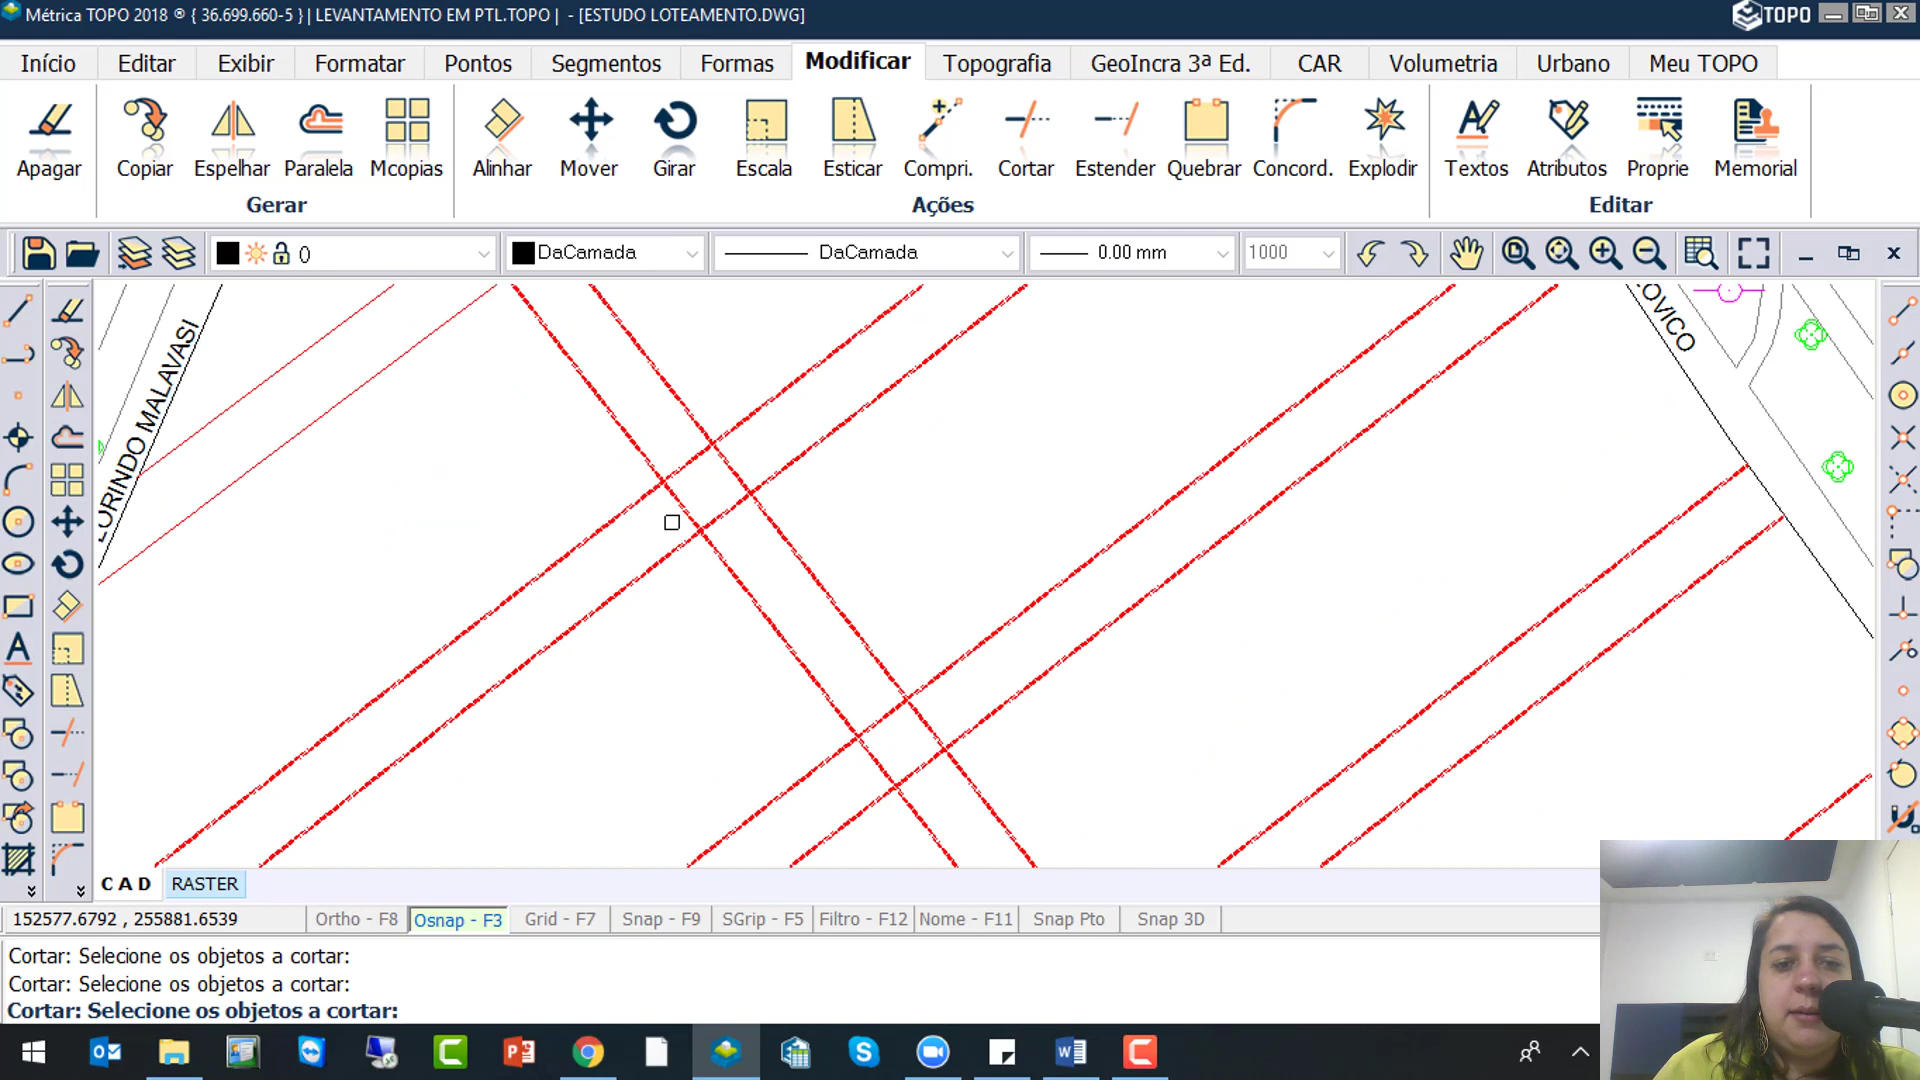 Métrica TOPO 2018 ® { 36.699.660-5 } | LEVANTAMENTO EM PTL.TOPO | - [ESTUDO LOTEAMENTO.DWG]
TOPO
Início Editar Exibir Formatar Pontos Segmentos Formas Modificar Topografia GeoIncra 3ª Ed. CAR Volumetria Urbano Meu TOPO
Apagar Copiar Espelhar Paralela Mcopias Alinhar Mover Girar Escala Esticar Compri. Cortar Estender Quebrar Concord. Explodir Textos Atributos Proprie Memorial
Gerar Ações Editar
0 DaCamada DaCamada 0.00 mm 1000
LORINDO MALAVASI
OVICO
CAD RASTER
152577.6792 , 255881.6539 Ortho - F8 Osnap - F3 Grid - F7 Snap - F9 SGrip - F5 Filtro - F12 Nome - F11 Snap Pto Snap 3D
Cortar: Selecione os objetos a cortar:
Cortar: Selecione os objetos a cortar:
Cortar: Selecione os objetos a cortar: